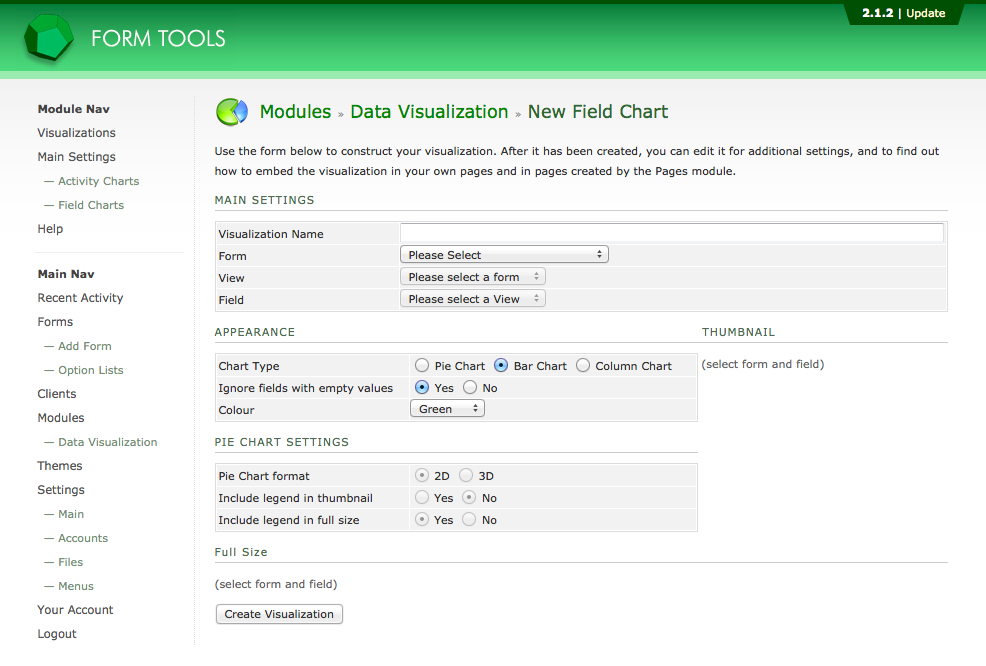 2.1.2 | Update
FORM TOOLS
Module Nav
Visualizations
Main Settings
— Activity Charts
— Field Charts
Help
Main Nav
Recent Activity
Forms
— Add Form
— Option Lists
Clients
Modules
— Data Visualization
Themes
Settings
— Main
— Accounts
— Files
— Menus
Your Account
Logout
Modules » Data Visualization » New Field Chart
Use the form below to construct your visualization. After it has been created, you can edit it for additional settings, and to find out
how to embed the visualization in your own pages and in pages created by the Pages module.
MAIN SETTINGS
Visualization Name
Form Please Select
View Please select a form
Field Please select a View
APPEARANCE
Chart Type Pie Chart Bar Chart Column Chart
Ignore fields with empty values Yes No
Colour Green
THUMBNAIL
(select form and field)
PIE CHART SETTINGS
Pie Chart format 2D 3D
Include legend in thumbnail Yes No
Include legend in full size Yes No
Full Size
(select form and field)
Create Visualization